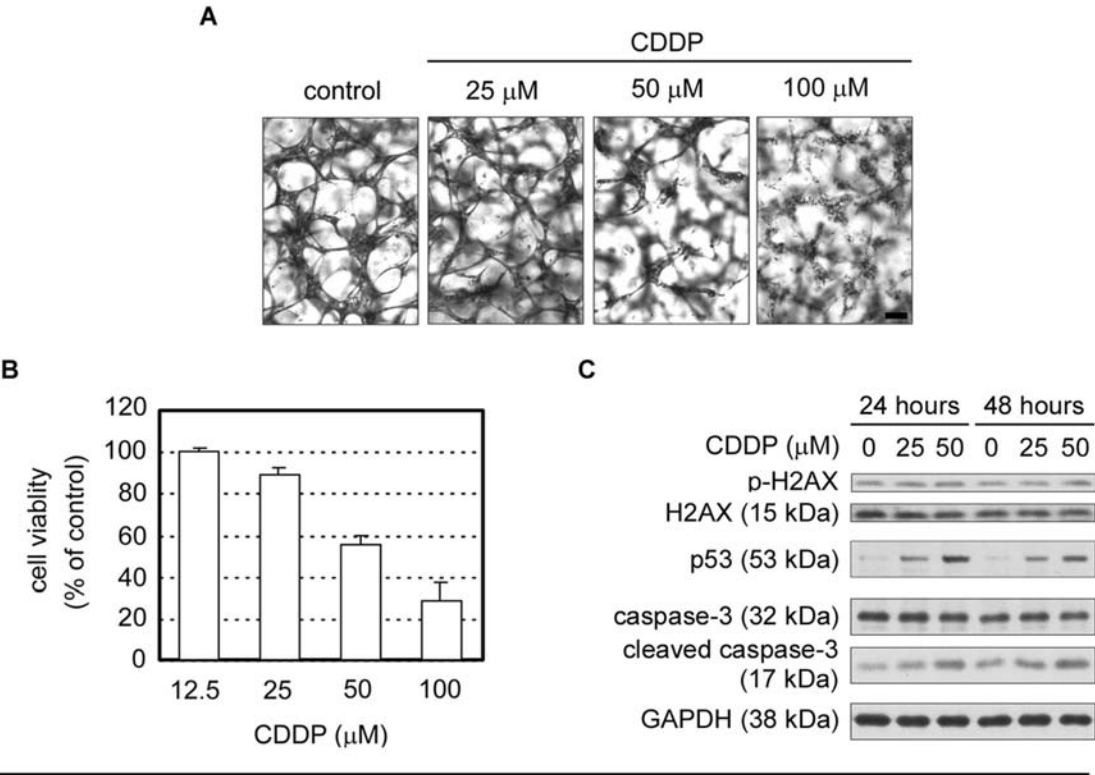 A
CDDP
control 25 μM 50 μM 100 μM
B
120
100
80
60
40
20
0
cell viablity
(% of control)
12.5 25 50 100
CDDP (μM)
C
24 hours 48 hours
CDDP (μM) 0 25 50 0 25 50
p-H2AX
H2AX (15 kDa)
p53 (53 kDa)
caspase-3 (32 kDa)
cleaved caspase-3
(17 kDa)
GAPDH (38 kDa)